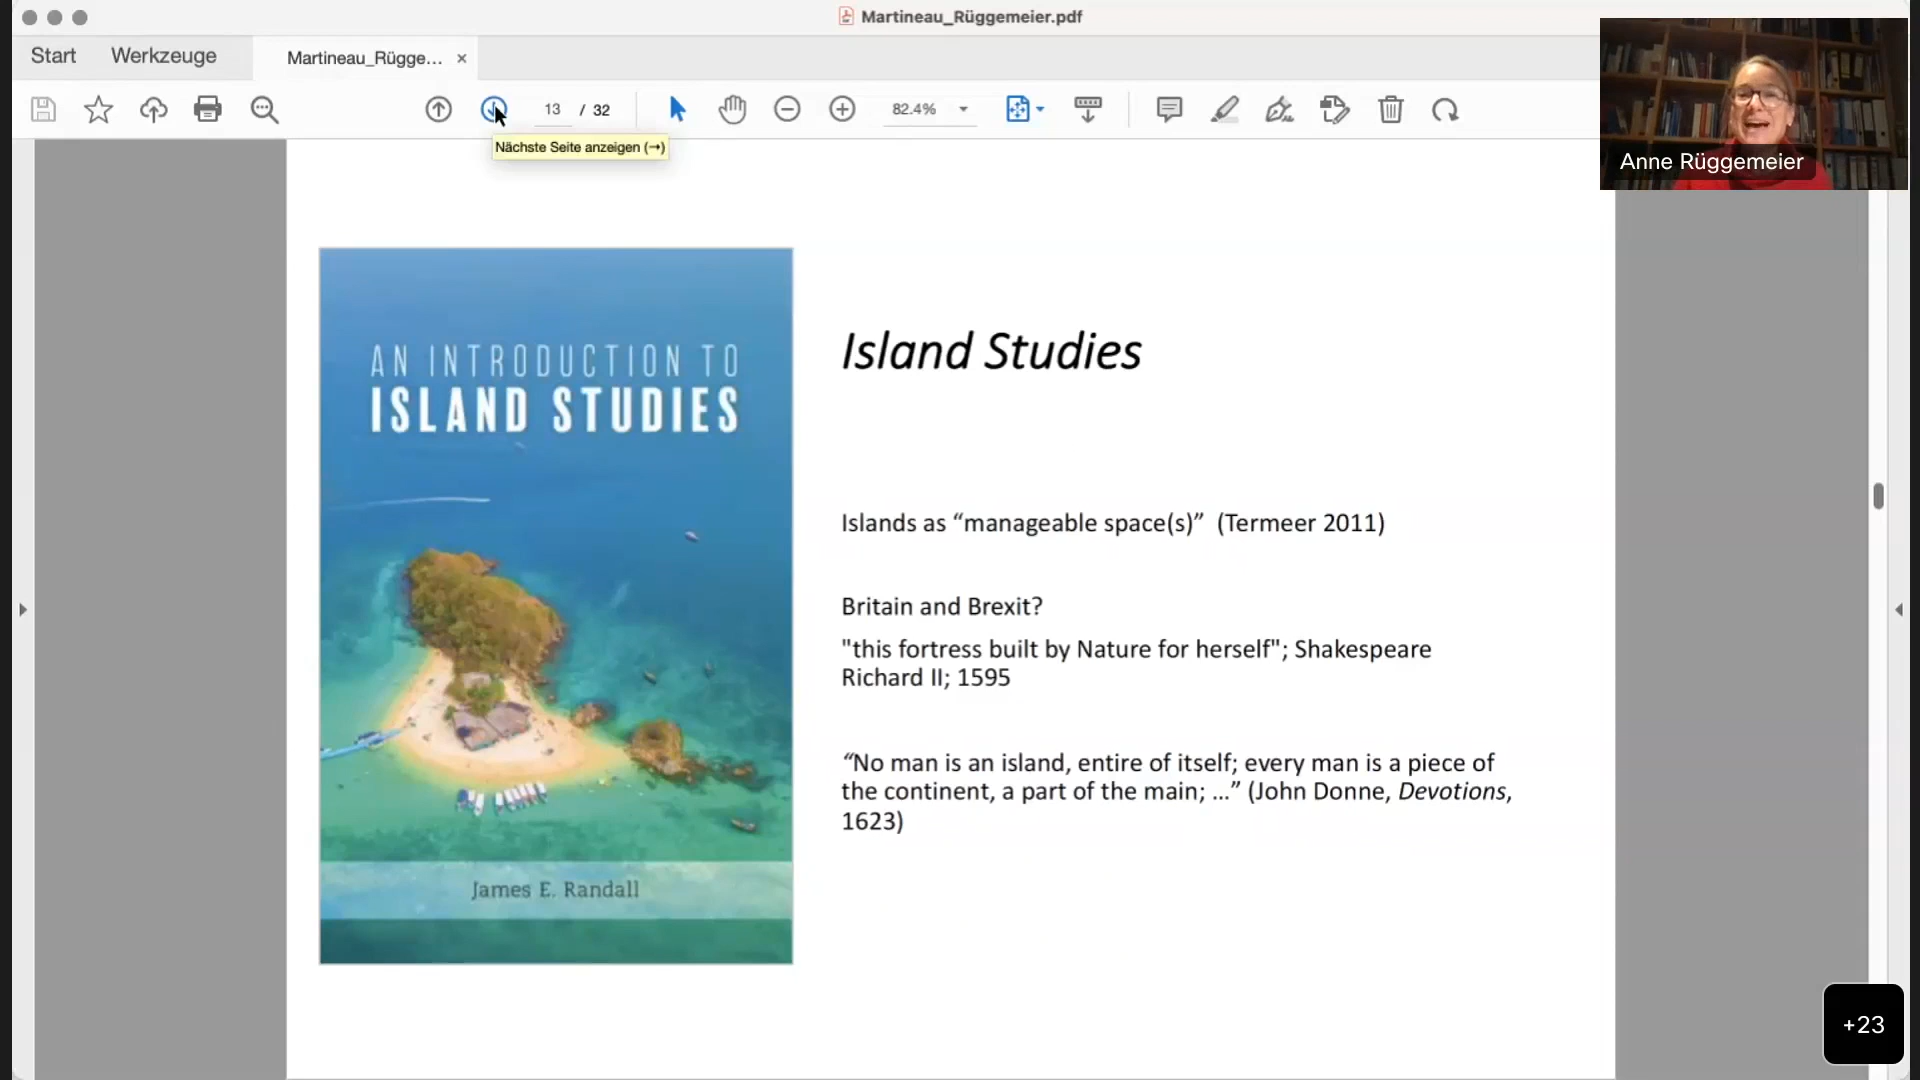 Martineau_Rüggemeier.pdf
Start Werkzeuge Martineau_Rügge... ×
13 / 32 82.4%
Nächste Seite anzeigen (→)
Anne Rüggemeier
AN INTRODUCTION TO
ISLAND STUDIES
James E. Randall
Island Studies
Islands as “manageable space(s)” (Termeer 2011)
Britain and Brexit?
"this fortress built by Nature for herself"; Shakespeare
Richard II; 1595
“No man is an island, entire of itself; every man is a piece of
the continent, a part of the main; ...” (John Donne, Devotions,
1623)
+23